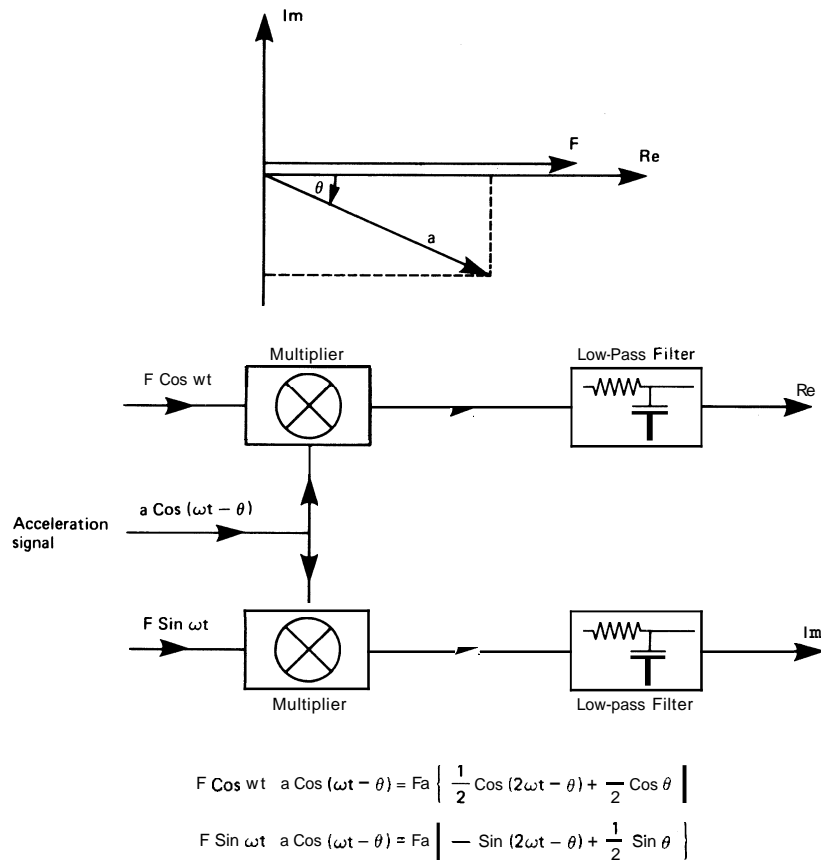 Im
F
Re
θ
a
Multiplier
Low-Pass Filter
F Cos wt
Re
a Cos (ωt − θ)
Acceleration
signal
F Sin ωt
Im
Multiplier
Low-pass Filter
F Cos wt a Cos (ωt − θ) = Fa { 1/2 Cos (2ωt − θ) + /2 Cos θ |
F Sin ωt a Cos (ωt − θ) = Fa | — Sin (2ωt − θ) + 1/2 Sin θ }